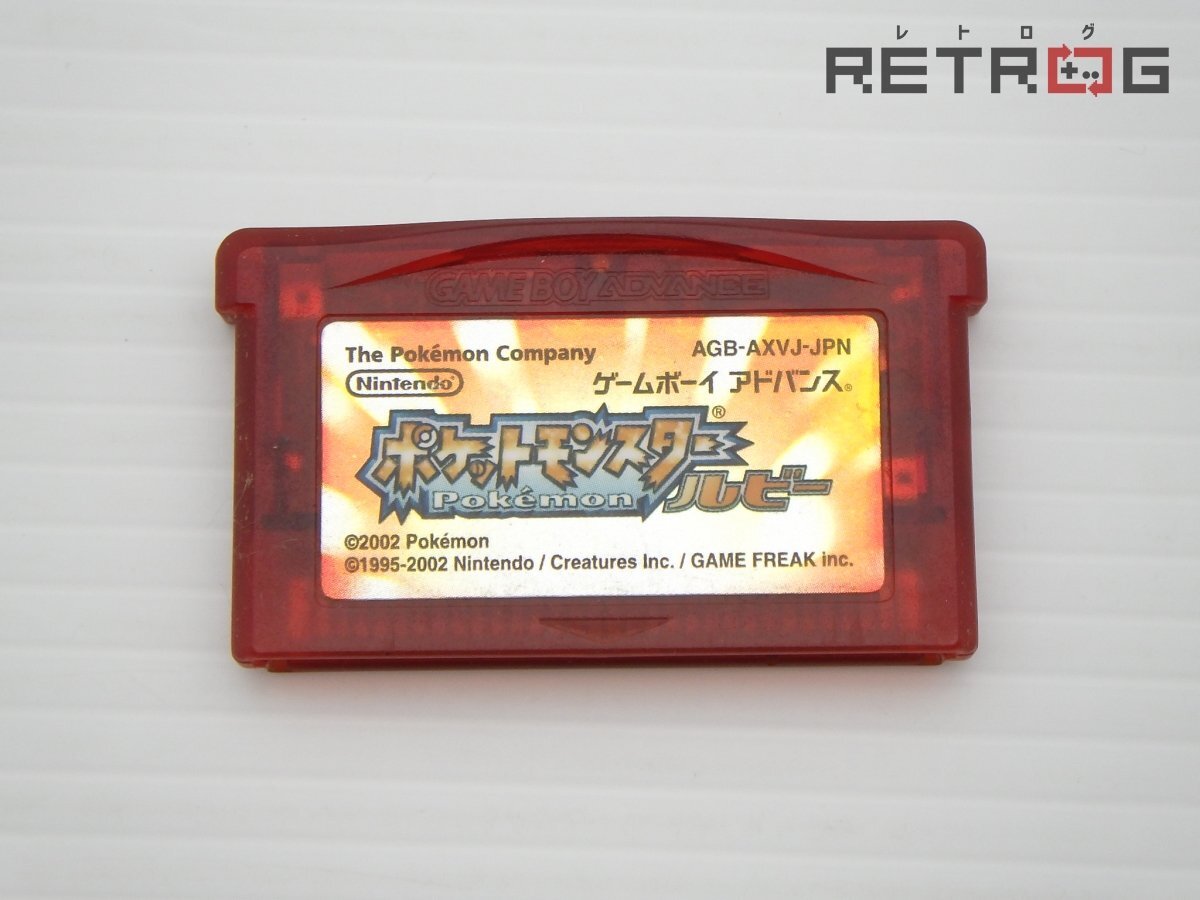 レトログ
RETROG
GAME BOY ADVANCE
The Pokémon Company
AGB-AXVJ-JPN
Nintendo®
ゲームボーイ アドバンス®
ポケットモンスター®
Pokémon
ルビー
©2002 Pokémon
©1995-2002 Nintendo / Creatures Inc. / GAME FREAK inc.